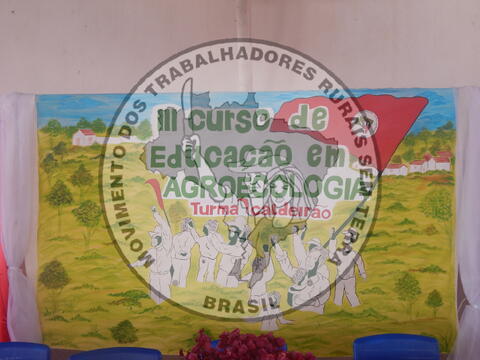 III Curso de
Educação em
AGROECOLOGIA
Turma Caldeirão
MOVIMENTO DOS TRABALHADORES RURAIS SEM TERRA
BRASIL